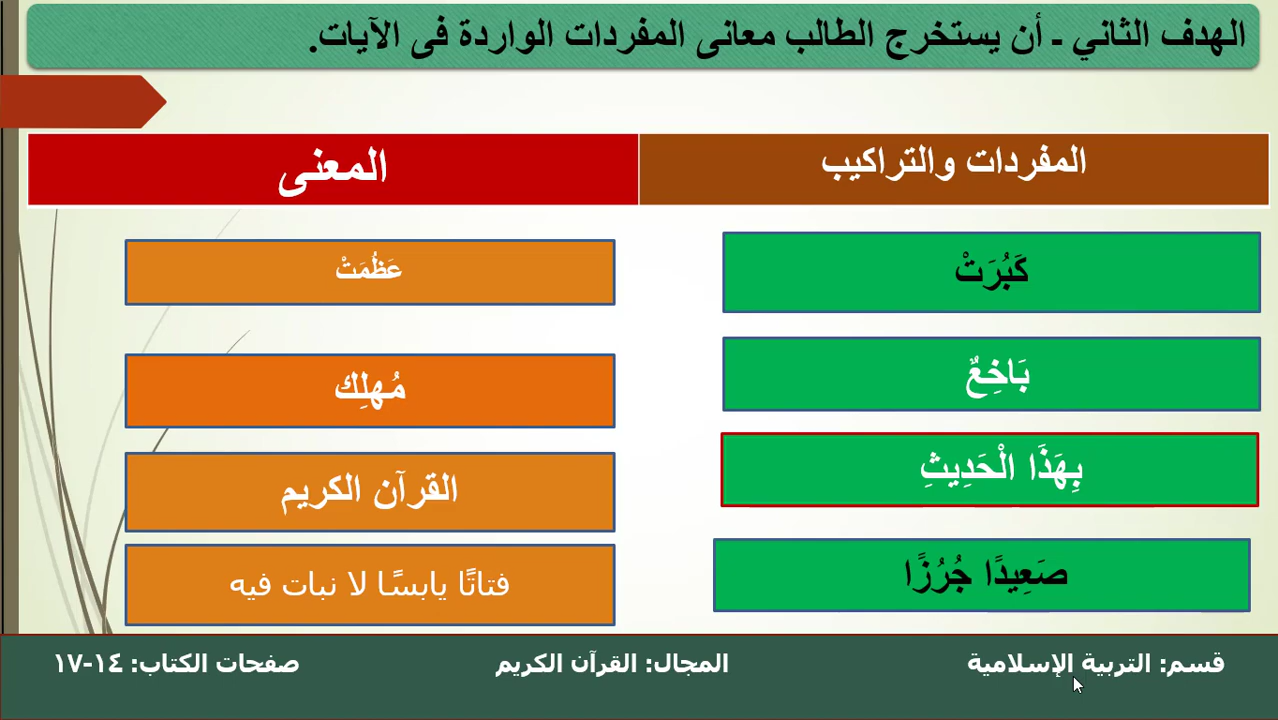 الهدف الثاني ـ أن يستخرج الطالب معانى المفردات الواردة فى الآيات.
المفردات والتراكيب
المعنى
كَبُرَتْ
عَظُمَتْ
بَاخِعٌ
مُهلِك
بِهَذَا الْحَدِيثِ
القرآن الكريم
صَعِيدًا جُرُزًا
فتاتًا يابسًا لا نبات فيه
قسم: التربية الإسلامية
المجال: القرآن الكريم
صفحات الكتاب: ١٤-١٧